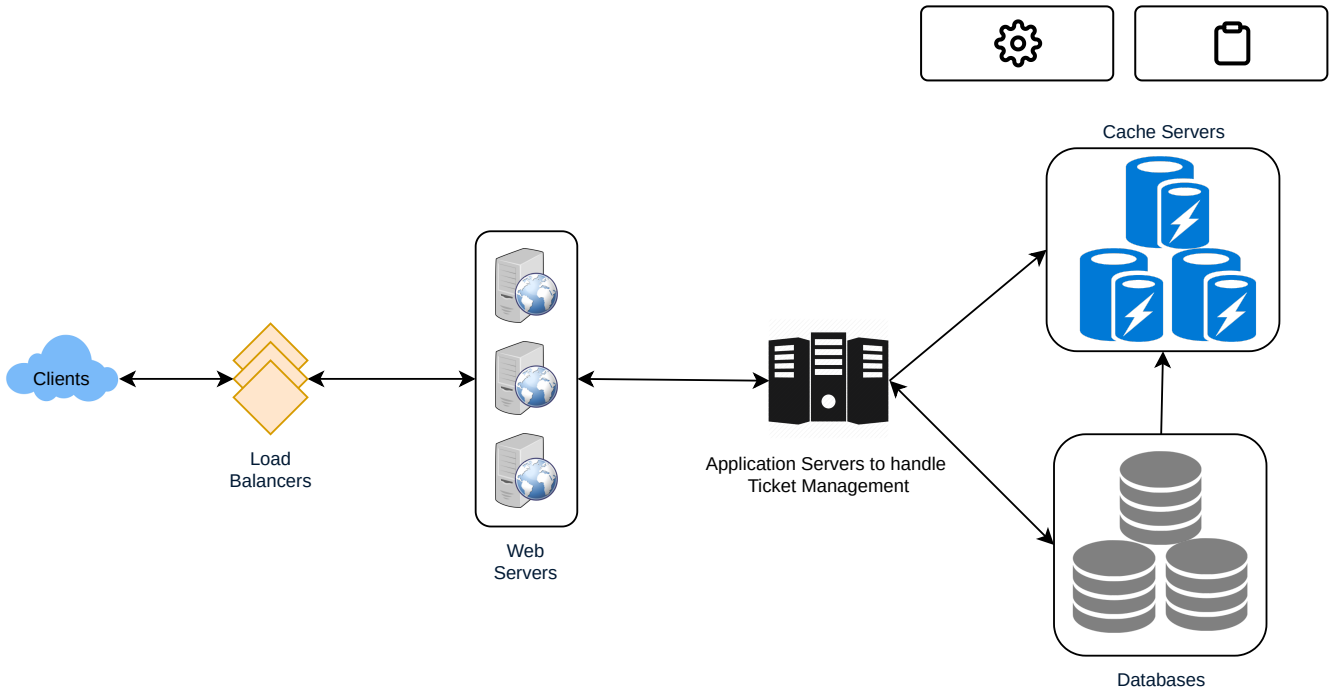 Cache Servers
Clients
Load
Balancers
Application Servers to handle
Ticket Management
Web
Servers
Databases